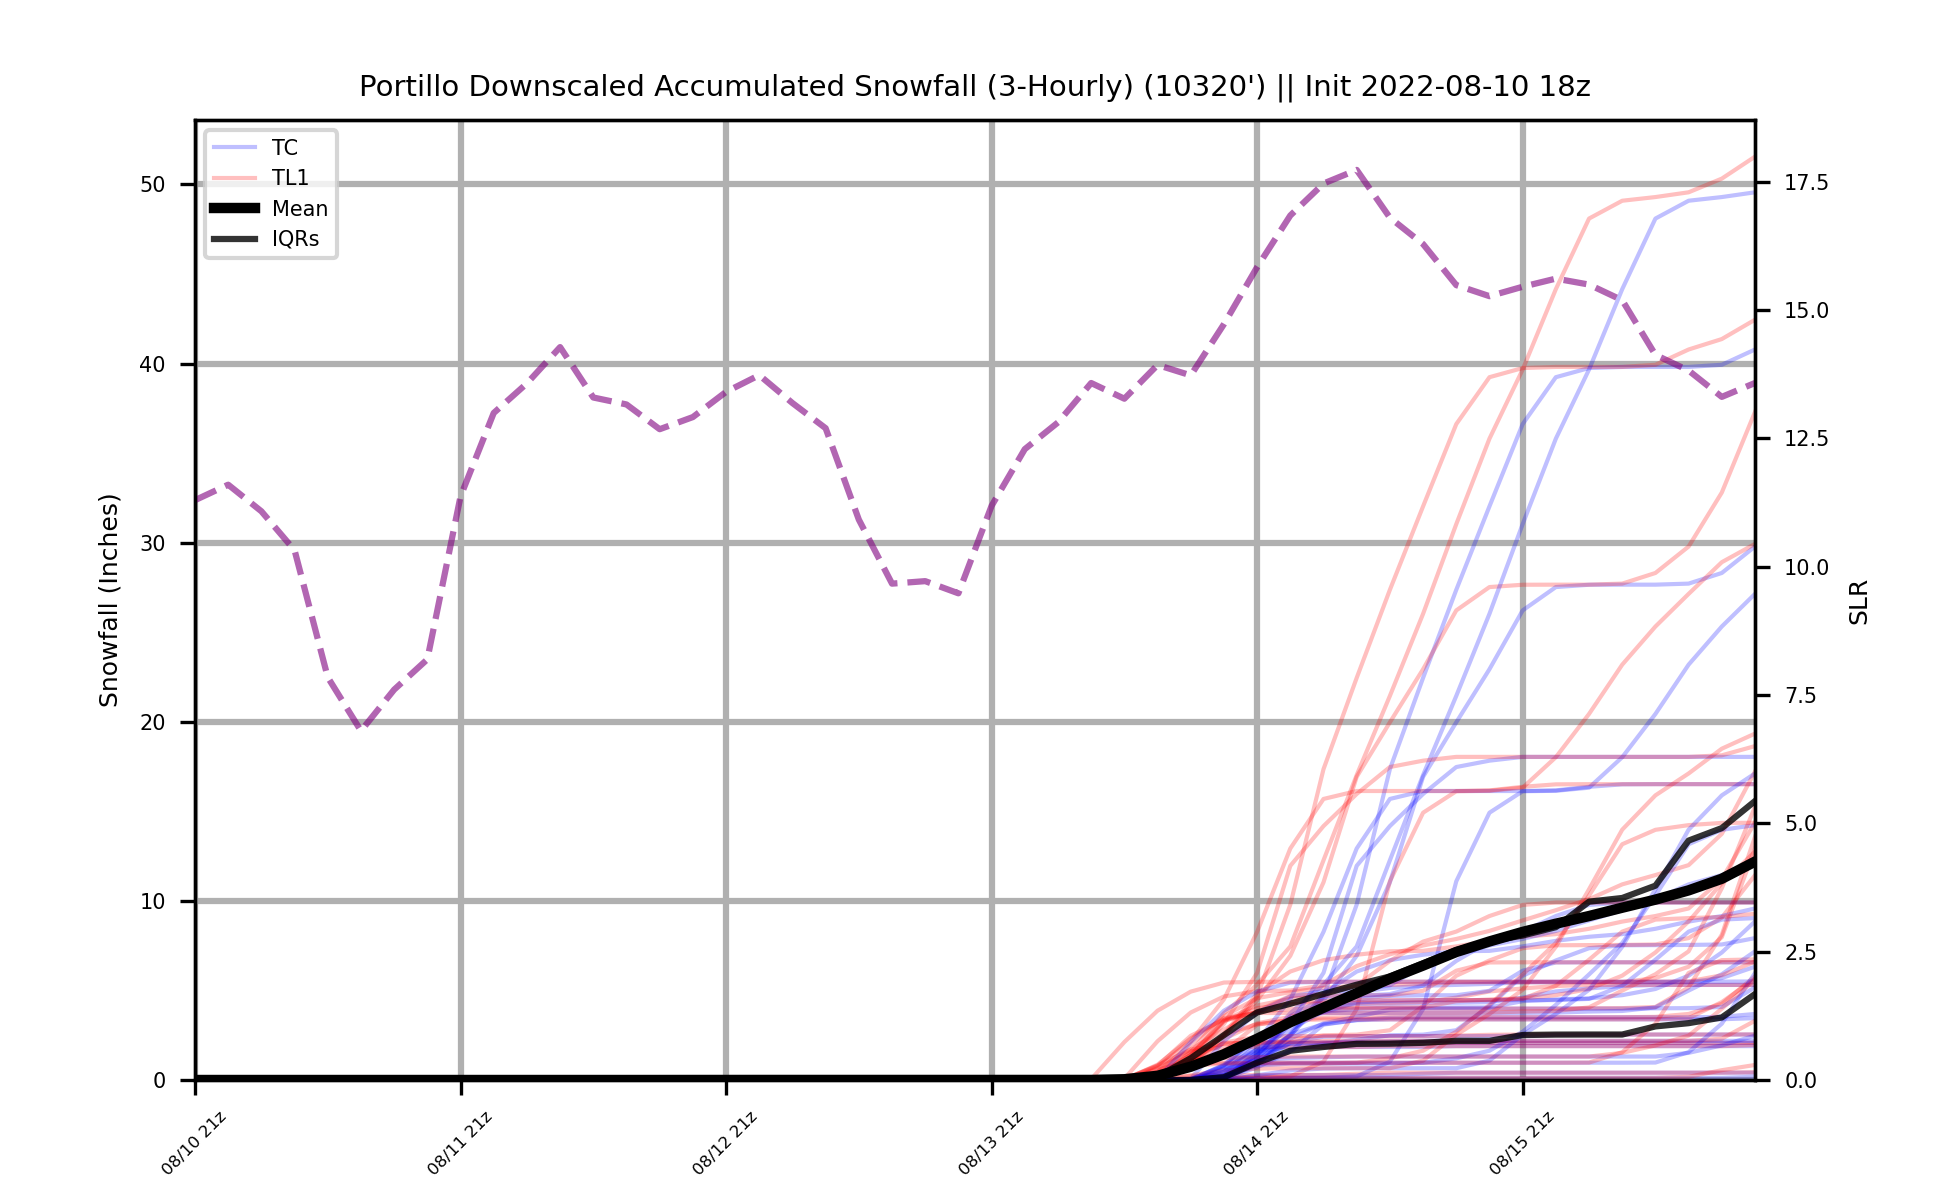 Portillo Downscaled Accumulated Snowfall (3-Hourly) (10320') || Init 2022-08-10 18z
TC
TL1
Mean
IQRs
50
40
30
20
10
0
Snowfall (Inches)
17.5
15.0
12.5
10.0
7.5
5.0
2.5
0.0
SLR
08/10 21z
08/11 21z
08/12 21z
08/13 21z
08/14 21z
08/15 21z